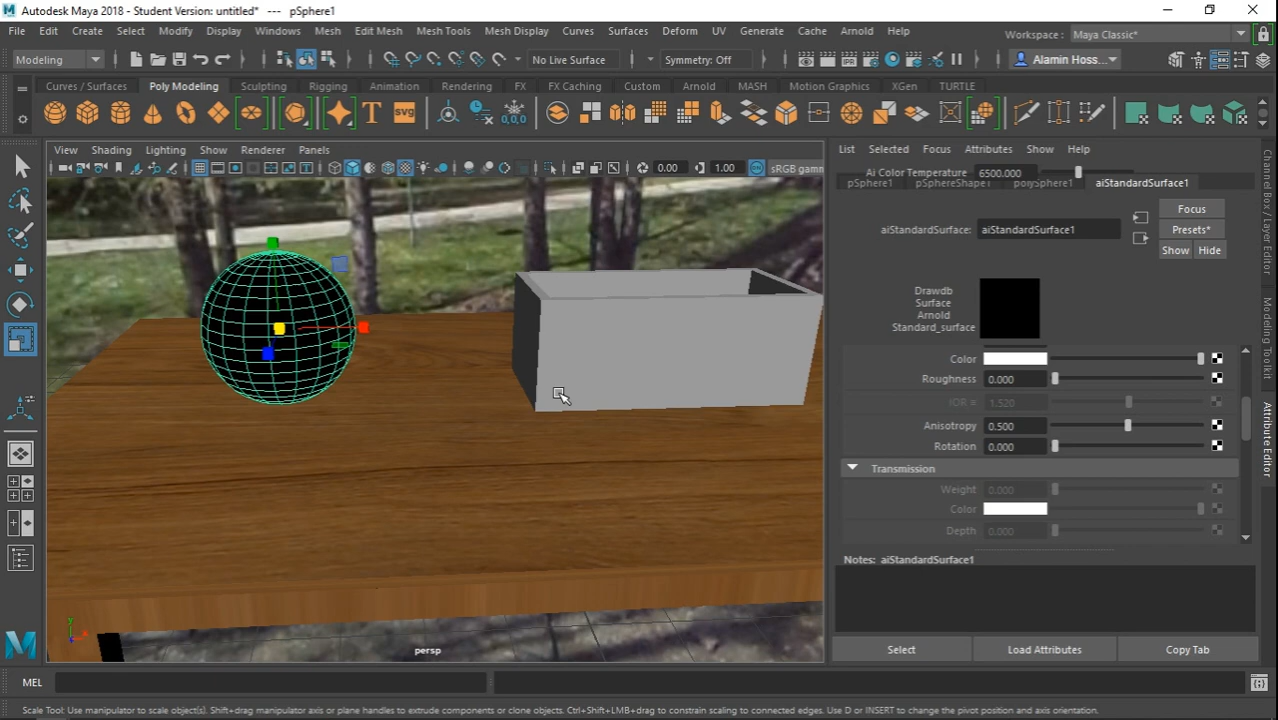 Autodesk Maya 2018 - Student Version: untitled*   ---   pSphere1
File Edit Create Select Modify Display Windows Mesh Edit Mesh Mesh Tools Mesh Display Curves Surfaces Deform UV Generate Cache Arnold Help Workspace : Maya Classic*
Modeling No Live Surface Symmetry: Off Alamin Hoss...
Curves / Surfaces Poly Modeling Sculpting Rigging Animation Rendering FX FX Caching Custom Arnold MASH Motion Graphics XGen TURTLE
View Shading Lighting Show Renderer Panels
0.00 1.00 sRGB gamm
List Selected Focus Attributes Show Help
Ai Color Temperature 6500.000
pSphere1 pSphereShape1 polySphere1 aiStandardSurface1
Focus
aiStandardSurface: aiStandardSurface1 Presets*
Show Hide
Drawdb
Surface
Arnold
Standard_surface
Color
Roughness 0.000
IOR = 1.520
Anisotropy 0.500
Rotation 0.000
Transmission
Weight 0.000
Color
Depth 0.000
Notes: aiStandardSurface1
Select Load Attributes Copy Tab
Channel Box / Layer Editor
Modeling Toolkit
Attribute Editor
persp
MEL
Scale Tool: Use manipulator to scale object(s). Shift+drag manipulator axis or plane handles to extrude components or clone objects. Ctrl+Shift+LMB+drag to constrain scaling to connected edges. Use D or INSERT to change the pivot position and axis orientation.